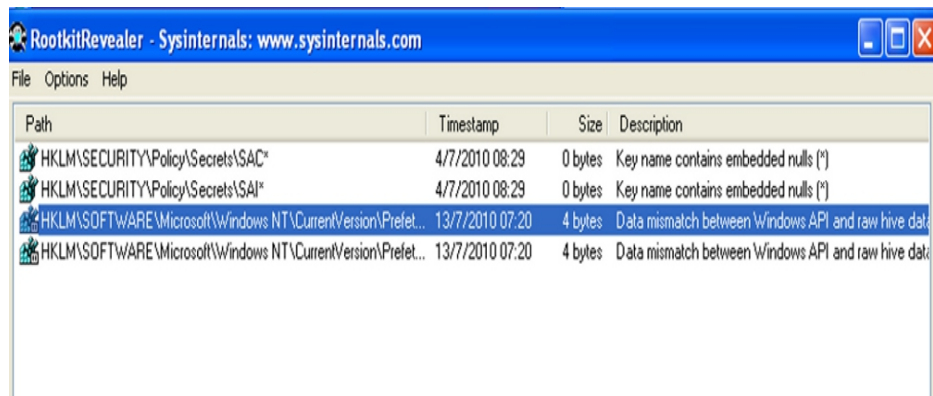 RootkitRevealer - Sysinternals: www.sysinternals.com
File Options Help
Path Timestamp Size Description
HKLM\SECURITY\Policy\Secrets\SAC* 4/7/2010 08:29 0 bytes Key name contains embedded nulls (*)
HKLM\SECURITY\Policy\Secrets\SAI* 4/7/2010 08:29 0 bytes Key name contains embedded nulls (*)
HKLM\SOFTWARE\Microsoft\Windows NT\CurrentVersion\Prefet... 13/7/2010 07:20 4 bytes Data mismatch between Windows API and raw hive data
HKLM\SOFTWARE\Microsoft\Windows NT\CurrentVersion\Prefet... 13/7/2010 07:20 4 bytes Data mismatch between Windows API and raw hive data